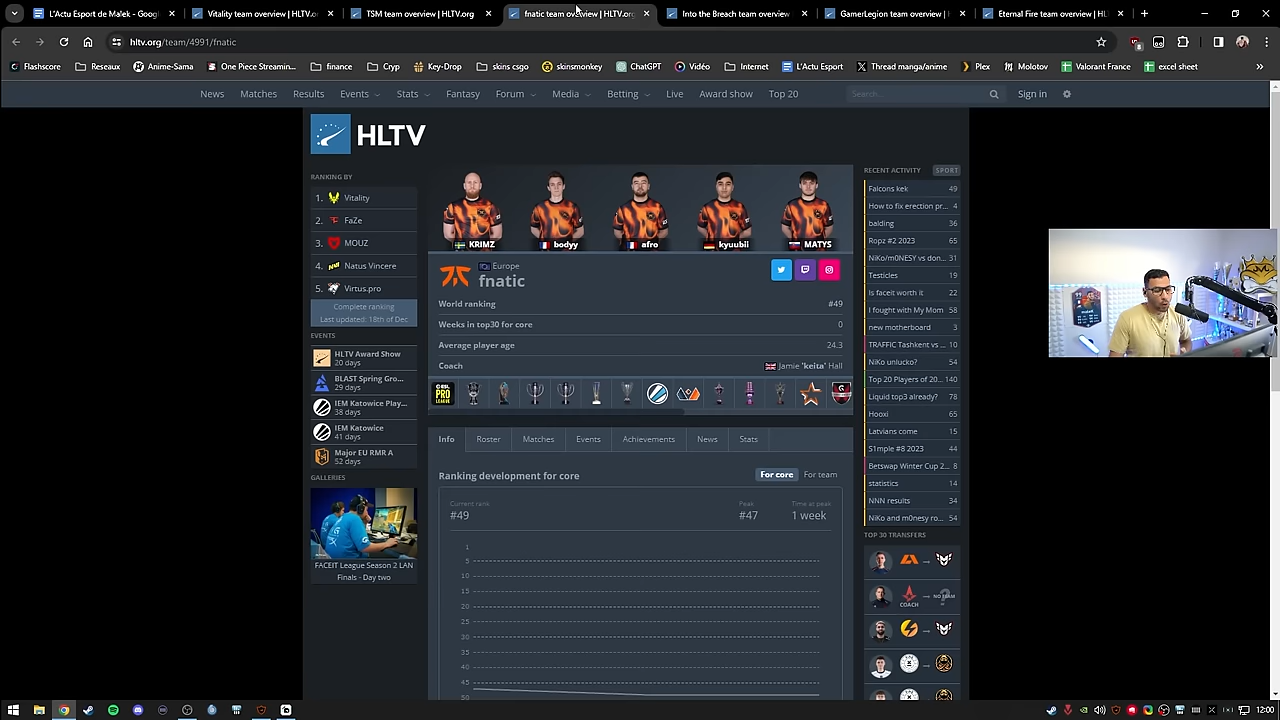 L'Actu Esport de Malek - Googl
Vitality team overview | HLTV.o
TSM team overview | HLTV.org
fnatic team overview | HLTV.org
Into the Breach team overview
GamerLegion team overview | H
Eternal Fire team overview | HL
hltv.org/team/4991/fnatic
Flashscore
Reseaux
Anime-Sama
One Piece Streamin...
finance
Cryp
Key-Drop
skins csgo
skinsmonkey
ChatGPT
Vidéo
Internet
L'Actu Esport
Thread manga/anime
Plex
Molotov
Valorant France
excel sheet
News
Matches
Results
Events
Stats
Fantasy
Forum
Media
Betting
Live
Award show
Top 20
Search...
Sign in
HLTV
RANKING BY
1. Vitality
2. FaZe
3. MOUZ
4. Natus Vincere
5. Virtus.pro
Complete ranking
Last updated: 18th of Dec
EVENTS
HLTV Award Show
20 days
BLAST Spring Gro...
29 days
IEM Katowice Play...
38 days
IEM Katowice
41 days
Major EU RMR A
52 days
GALLERIES
FACEIT League Season 2 LAN
Finals - Day two
KRIMZ
bodyy
afro
kyuubii
MATYS
Europe
fnatic
World ranking #49
Weeks in top30 for core 0
Average player age 24.3
Coach Jamie 'keita' Hall
Info
Roster
Matches
Events
Achievements
News
Stats
Ranking development for core
For core
For team
Current rank
#49
Peak
#47
Time at peak
1 week
1
5
10
15
20
25
30
35
40
45
50
RECENT ACTIVITY SPORT
Falcons kek 49
How to fix erection pr... 4
balding 36
Ropz #2 2023 65
NiKo/m0NESY vs don... 31
Testicles 19
Is faceit worth it 22
I fought with My Mom 58
new motherboard 3
TRAFFIC Tashkent vs ... 10
NiKo unlucko? 54
Top 20 Players of 20... 140
Liquid top3 already? 78
Hooxi 65
Latvians come 15
S1mple #8 2023 44
Betswap Winter Cup 2... 8
statistics 14
NNN results 34
NiKo and m0nesy ro... 54
TOP 30 TRANSFERS
COACH
NO TEAM
12:00